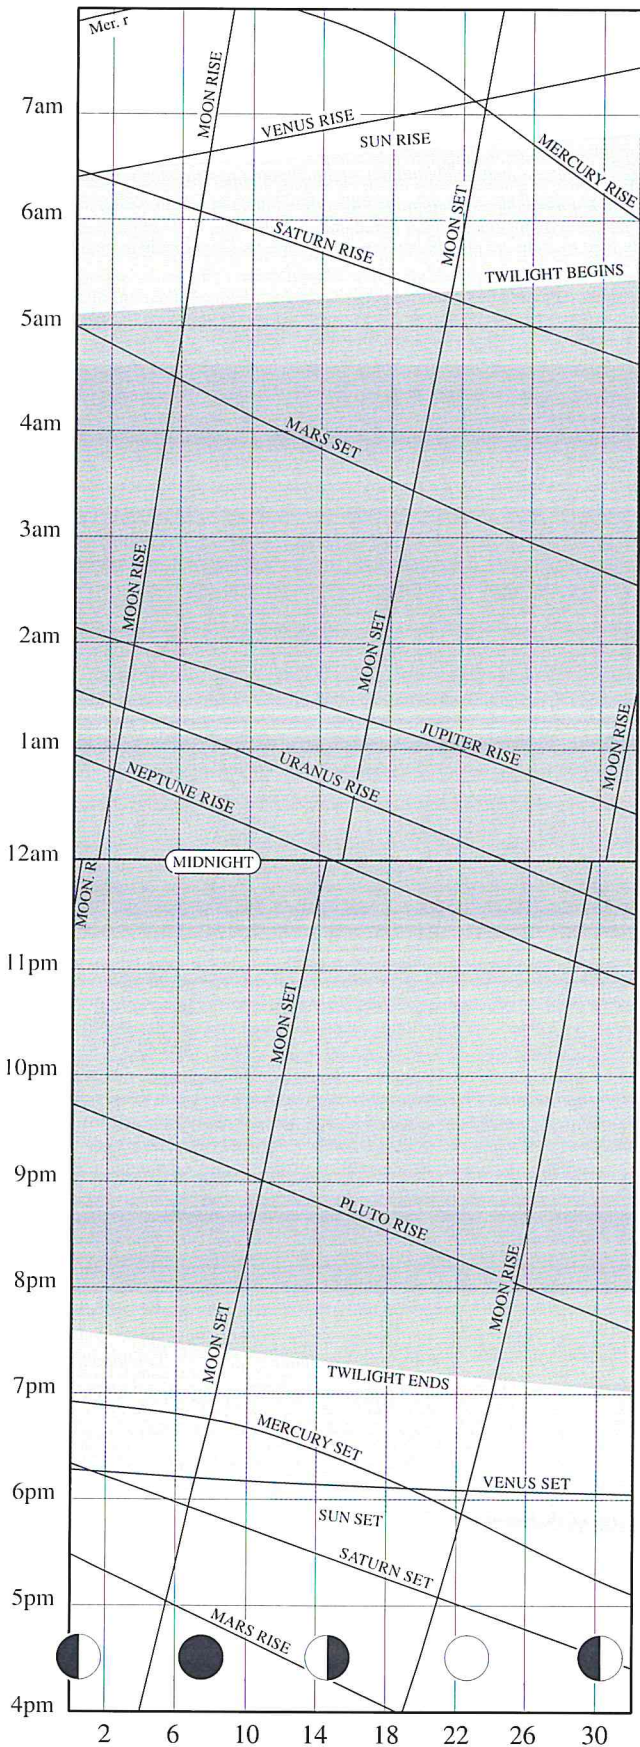 Mer. r
MOON RISE
7am
VENUS RISE
SUN RISE
MERCURY RISE
6am
SATURN RISE
MOON SET
TWILIGHT BEGINS
5am
4am
MARS SET
3am
MOON RISE
2am
MOON SET
JUPITER RISE
MOON RISE
1am
URANUS RISE
NEPTUNE RISE
12am
MIDNIGHT
MOON. R
11pm
MOON SET
10pm
9pm
PLUTO RISE
8pm
MOON RISE
MOON SET
TWILIGHT ENDS
7pm
MERCURY SET
VENUS SET
6pm
SUN SET
SATURN SET
5pm
MARS RISE
4pm
2 6 10 14 18 22 26 30